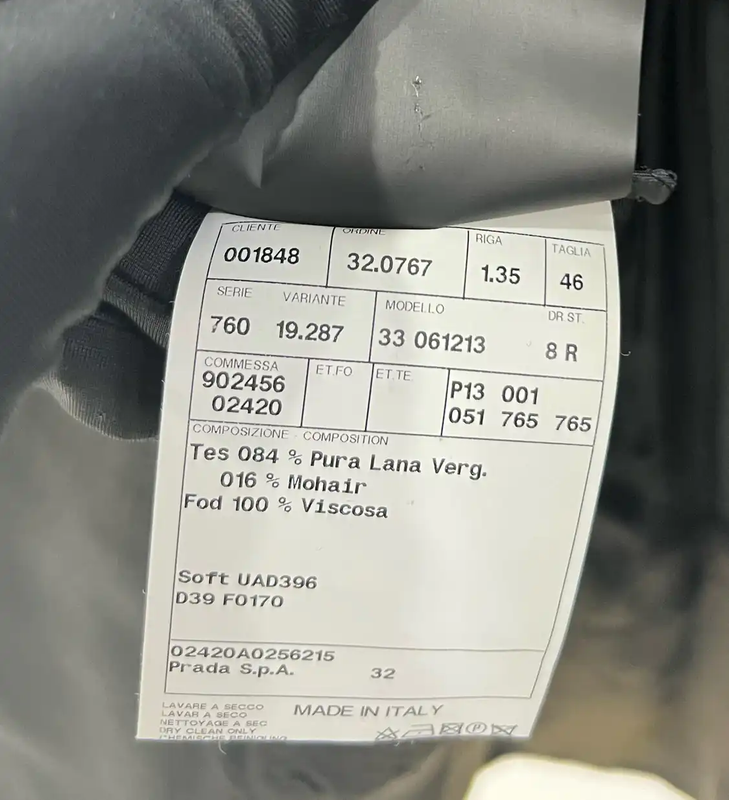 CLIENTE ORDINE RIGA TAGLIA
001848 32.0767 1.35 46
SERIE VARIANTE MODELLO DR ST.
760 19.287 33 061213 8 R
COMMESSA ET.FO ET.TE
902456 P13 001
02420 051 765 765
COMPOSIZIONE - COMPOSITION
Tes 084 % Pura Lana Verg.
016 % Mohair
Fod 100 % Viscosa
Soft UAD396
D39 F0170
02420A0256215
Prada S.p.A. 32
LAVARE A SECCO
LAVAR A SECO
NETTOYAGE A SEC
DRY CLEAN ONLY
CHEMISCHE REINIGUNG
MADE IN ITALY
P